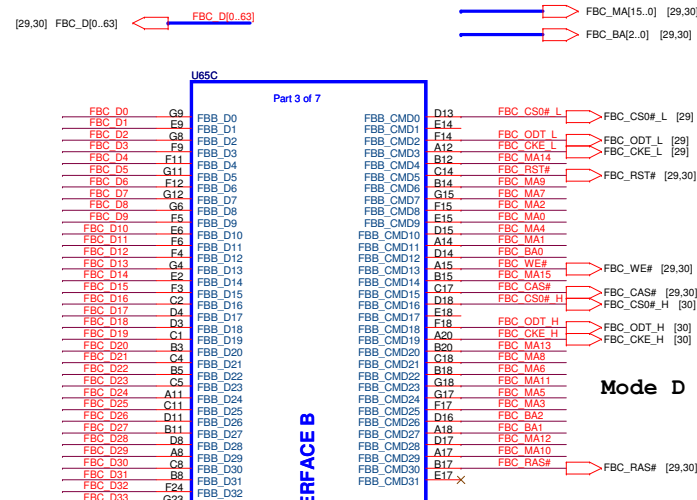 [29,30] FBC_D[0..63] FBC_D[0..63] FBC_MA[15..0] [29,30]
FBC_BA[2..0] [29,30]
U65C
Part 3 of 7
FBC_D0 G9 FBB_D0 FBB_CMD0 D13 FBC_CS0#_L FBC_CS0#_L [29]
FBC_D1 E9 FBB_D1 FBB_CMD1 E14
FBC_D2 G8 FBB_D2 FBB_CMD2 F14 FBC_ODT_L FBC_ODT_L [29]
FBC_D3 F9 FBB_D3 FBB_CMD3 A12 FBC_CKE_L FBC_CKE_L [29]
FBC_D4 F11 FBB_D4 FBB_CMD4 B12 FBC_MA14
FBC_D5 G11 FBB_D5 FBB_CMD5 C14 FBC_RST# FBC_RST# [29,30]
FBC_D6 F12 FBB_D6 FBB_CMD6 B14 FBC_MA9
FBC_D7 G12 FBB_D7 FBB_CMD7 G15 FBC_MA7
FBC_D8 G6 FBB_D8 FBB_CMD8 F15 FBC_MA2
FBC_D9 F5 FBB_D9 FBB_CMD9 E15 FBC_MA0
FBC_D10 E6 FBB_D10 FBB_CMD10 D15 FBC_MA4
FBC_D11 F6 FBB_D11 FBB_CMD11 A14 FBC_MA1
FBC_D12 F4 FBB_D12 FBB_CMD12 D14 FBC_BA0
FBC_D13 G4 FBB_D13 FBB_CMD13 A15 FBC_WE# FBC_WE# [29,30]
FBC_D14 E2 FBB_D14 FBB_CMD14 B15 FBC_MA15
FBC_D15 F3 FBB_D15 FBB_CMD15 C17 FBC_CAS# FBC_CAS# [29,30]
FBC_D16 C2 FBB_D16 FBB_CMD16 D18 FBC_CS0#_H FBC_CS0#_H [30]
FBC_D17 D4 FBB_D17 FBB_CMD17 E18
FBC_D18 D3 FBB_D18 FBB_CMD18 F18 FBC_ODT_H FBC_ODT_H [30]
FBC_D19 C1 FBB_D19 FBB_CMD19 A20 FBC_CKE_H FBC_CKE_H [30]
FBC_D20 B3 FBB_D20 FBB_CMD20 B20 FBC_MA13
FBC_D21 C4 FBB_D21 FBB_CMD21 C18 FBC_MA8
FBC_D22 B5 FBB_D22 FBB_CMD22 B18 FBC_MA6
FBC_D23 C5 FBB_D23 FBB_CMD23 G18 FBC_MA11
Mode D
FBC_D24 A11 FBB_D24 FBB_CMD24 G17 FBC_MA5
FBC_D25 C11 FBB_D25 FBB_CMD25 F17 FBC_MA3
FBC_D26 D11 FBB_D26 FBB_CMD26 D16 FBC_BA2
FBC_D27 B11 FBB_D27 FBB_CMD27 A18 FBC_BA1
FBC_D28 D8 FBB_D28 FBB_CMD28 D17 FBC_MA12
FBC_D29 A8 FBB_D29 FBB_CMD29 A17 FBC_MA10
FBC_D30 C8 FBB_D30 FBB_CMD30 B17 FBC_RAS# FBC_RAS# [29,30]
FBC_D31 B8 FBB_D31 FBB_CMD31 E17
FBC_D32 F24 FBB_D32
FBC_D33 G23
ERFACE B